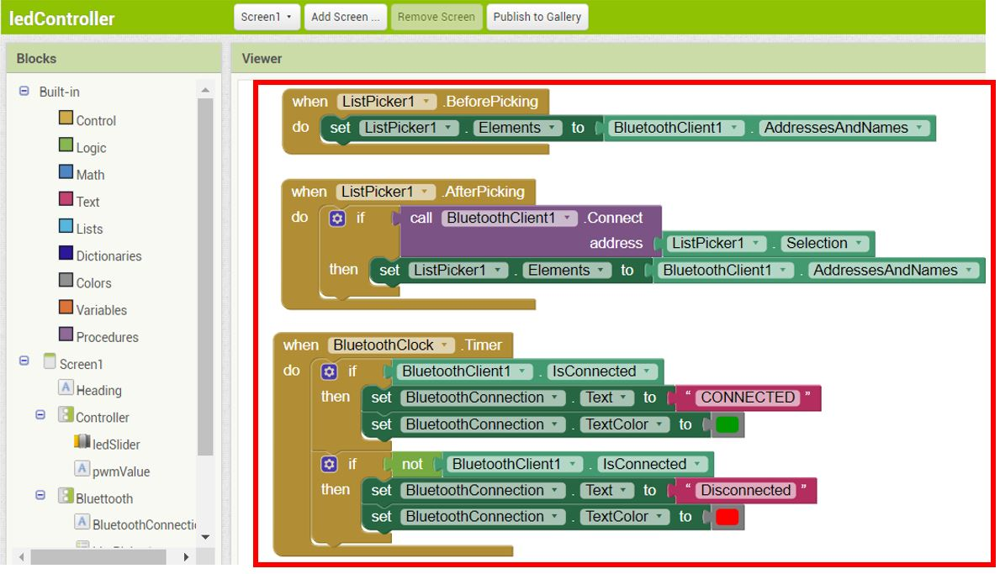 ledController
Screen1
Add Screen ...
Remove Screen
Publish to Gallery
Blocks
Viewer
Built-in
Control
Logic
Math
Text
Lists
Dictionaries
Colors
Variables
Procedures
Screen1
Heading
Controller
ledSlider
pwmValue
Bluettooth
BluetoothConnectic
when ListPicker1 .BeforePicking
do set ListPicker1 . Elements to BluetoothClient1 . AddressesAndNames
when ListPicker1 .AfterPicking
do if call BluetoothClient1 .Connect
address ListPicker1 . Selection
then set ListPicker1 . Elements to BluetoothClient1 . AddressesAndNames
when BluetoothClock .Timer
do if BluetoothClient1 . IsConnected
then set BluetoothConnection . Text to “ CONNECTED ”
set BluetoothConnection . TextColor to
if not BluetoothClient1 . IsConnected
then set BluetoothConnection . Text to “ Disconnected ”
set BluetoothConnection . TextColor to